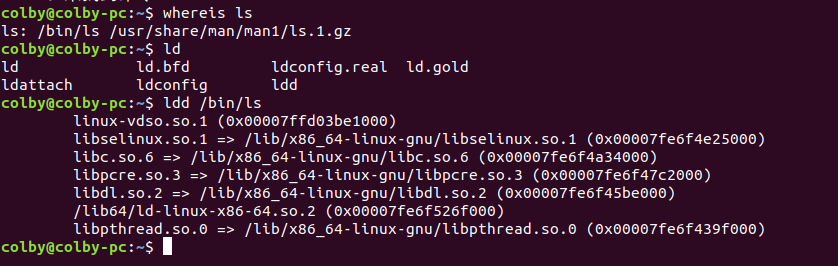 colby@colby-pc:~$ whereis ls
ls: /bin/ls /usr/share/man/man1/ls.1.gz
colby@colby-pc:~$ ld
ld ld.bfd ldconfig.real ld.gold
ldattach ldconfig ldd
colby@colby-pc:~$ ldd /bin/ls
linux-vdso.so.1 (0x00007ffd03be1000)
libselinux.so.1 => /lib/x86_64-linux-gnu/libselinux.so.1 (0x00007fe6f4e25000)
libc.so.6 => /lib/x86_64-linux-gnu/libc.so.6 (0x00007fe6f4a34000)
libpcre.so.3 => /lib/x86_64-linux-gnu/libpcre.so.3 (0x00007fe6f47c2000)
libdl.so.2 => /lib/x86_64-linux-gnu/libdl.so.2 (0x00007fe6f45be000)
/lib64/ld-linux-x86-64.so.2 (0x00007fe6f526f000)
libpthread.so.0 => /lib/x86_64-linux-gnu/libpthread.so.0 (0x00007fe6f439f000)
colby@colby-pc:~$